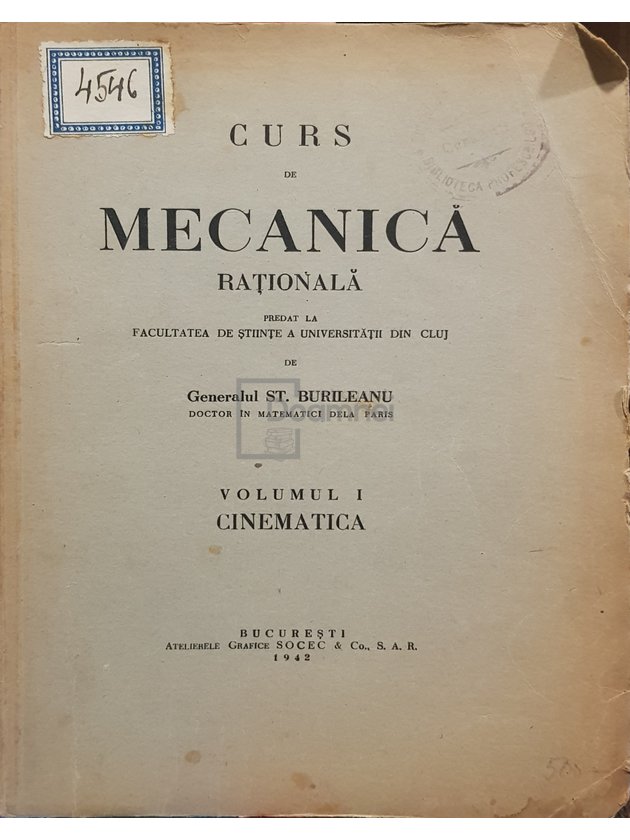 4546
CURS
DE
MECANICĂ
RAȚIONALĂ
PREDAT LA
FACULTATEA DE ȘTIINȚE A UNIVERSITĂȚII DIN CLUJ
DE
Generalul ST. BURILEANU
DOCTOR ÎN MATEMATICI DELA PARIS
VOLUMUL I
CINEMATICA
BUCUREȘTI
ATELIERELE GRAFICE SOCEC & Co., S. A. R.
1942
BIBLIOTECA